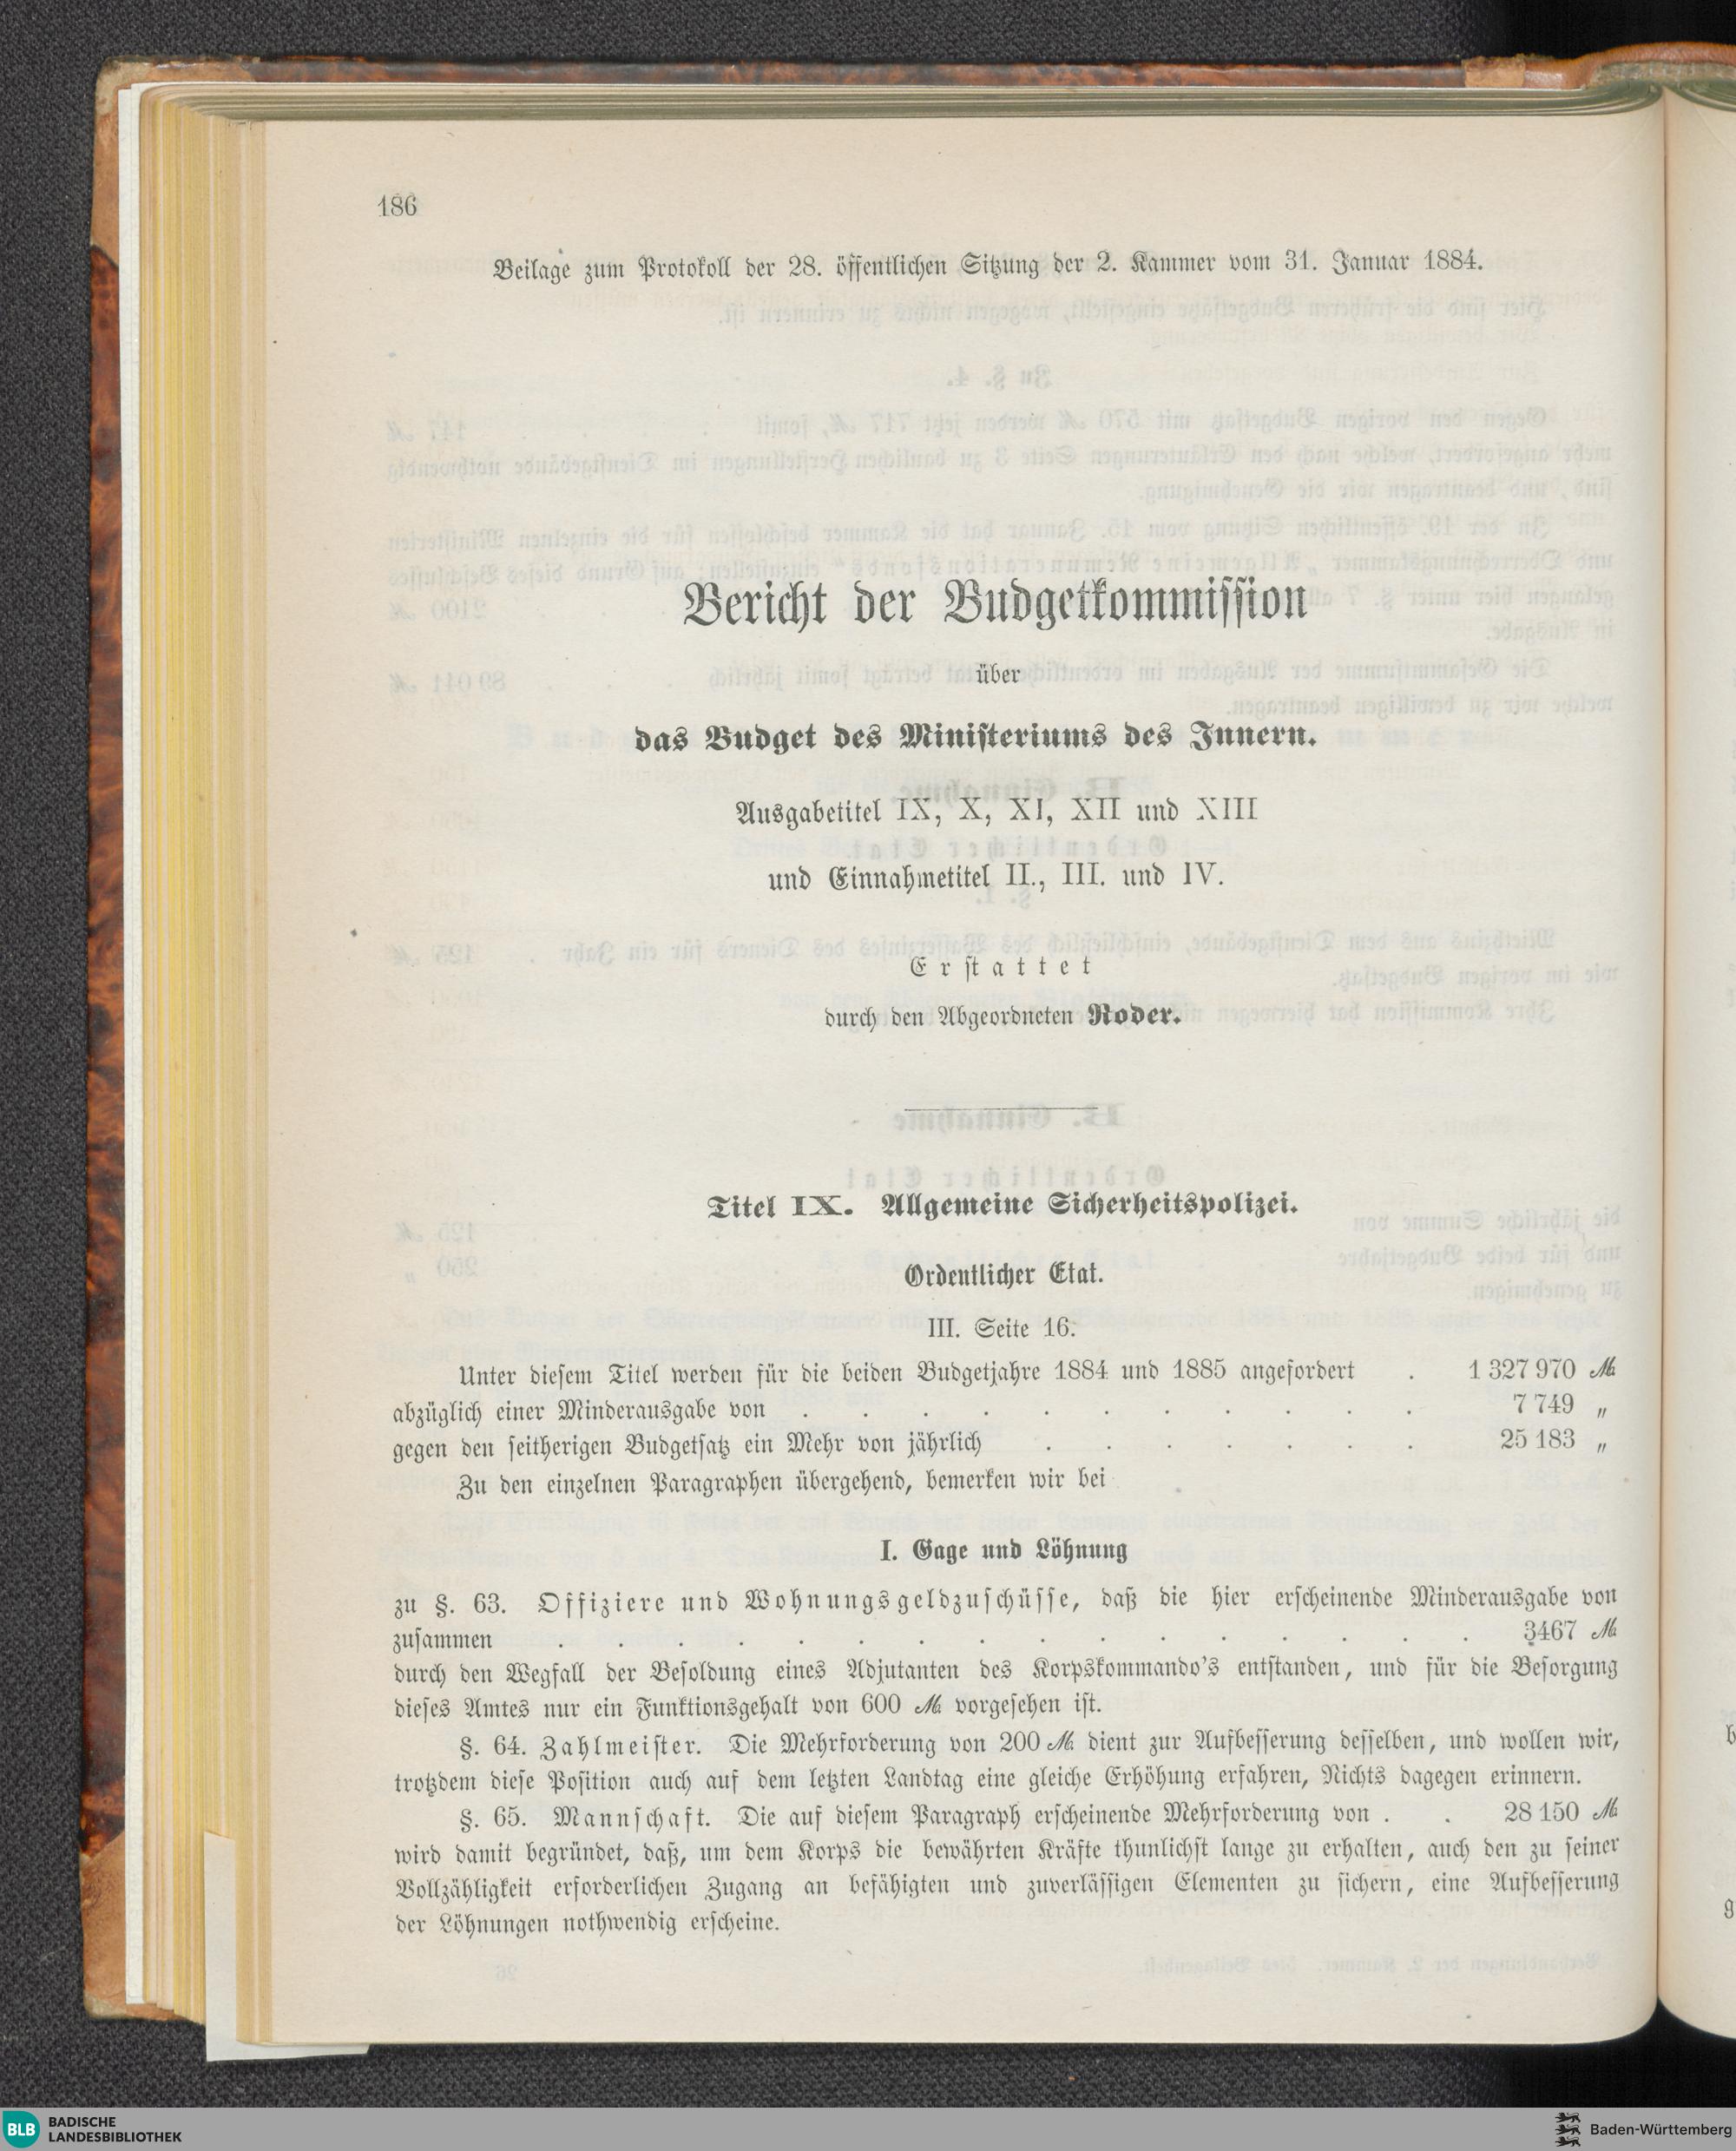 186
Beilage zum Protokoll der 28. öffentlichen Sitzung der 2. Kammer vom 31. Januar 1884.
Bericht der Budgetkommission
über
das Budget des Ministeriums des Innern.
Ausgabetitel IX, X, XI, XII und XIII
und Einnahmetitel II., III. und IV.
Erstattet
durch den Abgeordneten Roder.
Titel IX. Allgemeine Sicherheitspolizei.
Ordentlicher Etat.
III. Seite 16.
Unter diesem Titel werden für die beiden Budgetjahre 1884 und 1885 angefordert . 1 327 970 ℳ
abzüglich einer Minderausgabe von . . . . . . . . . . . 7 749 „
gegen den seitherigen Budgetsatz ein Mehr von jährlich . . . . . . . 25 183 „
Zu den einzelnen Paragraphen übergehend, bemerken wir bei
I. Gage und Löhnung
zu §. 63. Offiziere und Wohnungsgeldzuschüsse, daß die hier erscheinende Minderausgabe von
zusammen . . . . . . . . . . . . . . . . 3467 ℳ
durch den Wegfall der Besoldung eines Adjutanten des Korpskommando's entstanden, und für die Besorgung
dieses Amtes nur ein Funktionsgehalt von 600 ℳ vorgesehen ist.
§. 64. Zahlmeister. Die Mehrforderung von 200 ℳ dient zur Aufbesserung desselben, und wollen wir,
trotzdem diese Position auch auf dem letzten Landtag eine gleiche Erhöhung erfahren, Nichts dagegen erinnern.
§. 65. Mannschaft. Die auf diesem Paragraph erscheinende Mehrforderung von . . 28 150 ℳ
wird damit begründet, daß, um dem Korps die bewährten Kräfte thunlichst lange zu erhalten, auch den zu seiner
Vollzähligkeit erforderlichen Zugang an befähigten und zuverlässigen Elementen zu sichern, eine Aufbesserung
der Löhnungen nothwendig erscheine.
BLB BADISCHE
LANDESBIBLIOTHEK
Baden-Württemberg